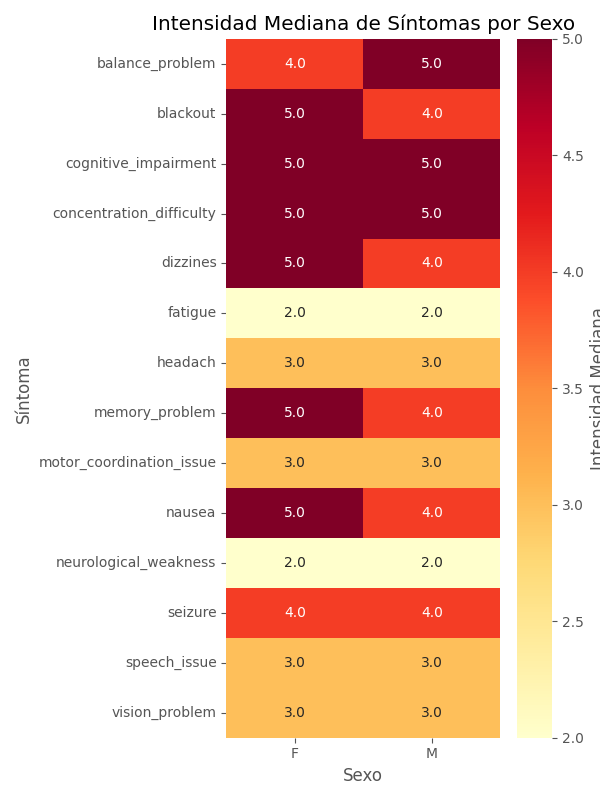 Intensidad Mediana de Síntomas por Sexo
Síntoma
balance_problem 4.0 5.0
blackout 5.0 4.0
cognitive_impairment 5.0 5.0
concentration_difficulty 5.0 5.0
dizzines 5.0 4.0
fatigue 2.0 2.0
headach 3.0 3.0
memory_problem 5.0 4.0
motor_coordination_issue 3.0 3.0
nausea 5.0 4.0
neurological_weakness 2.0 2.0
seizure 4.0 4.0
speech_issue 3.0 3.0
vision_problem 3.0 3.0
F M
Sexo
5.0
4.5
4.0
3.5
3.0
2.5
2.0
Intensidad Mediana